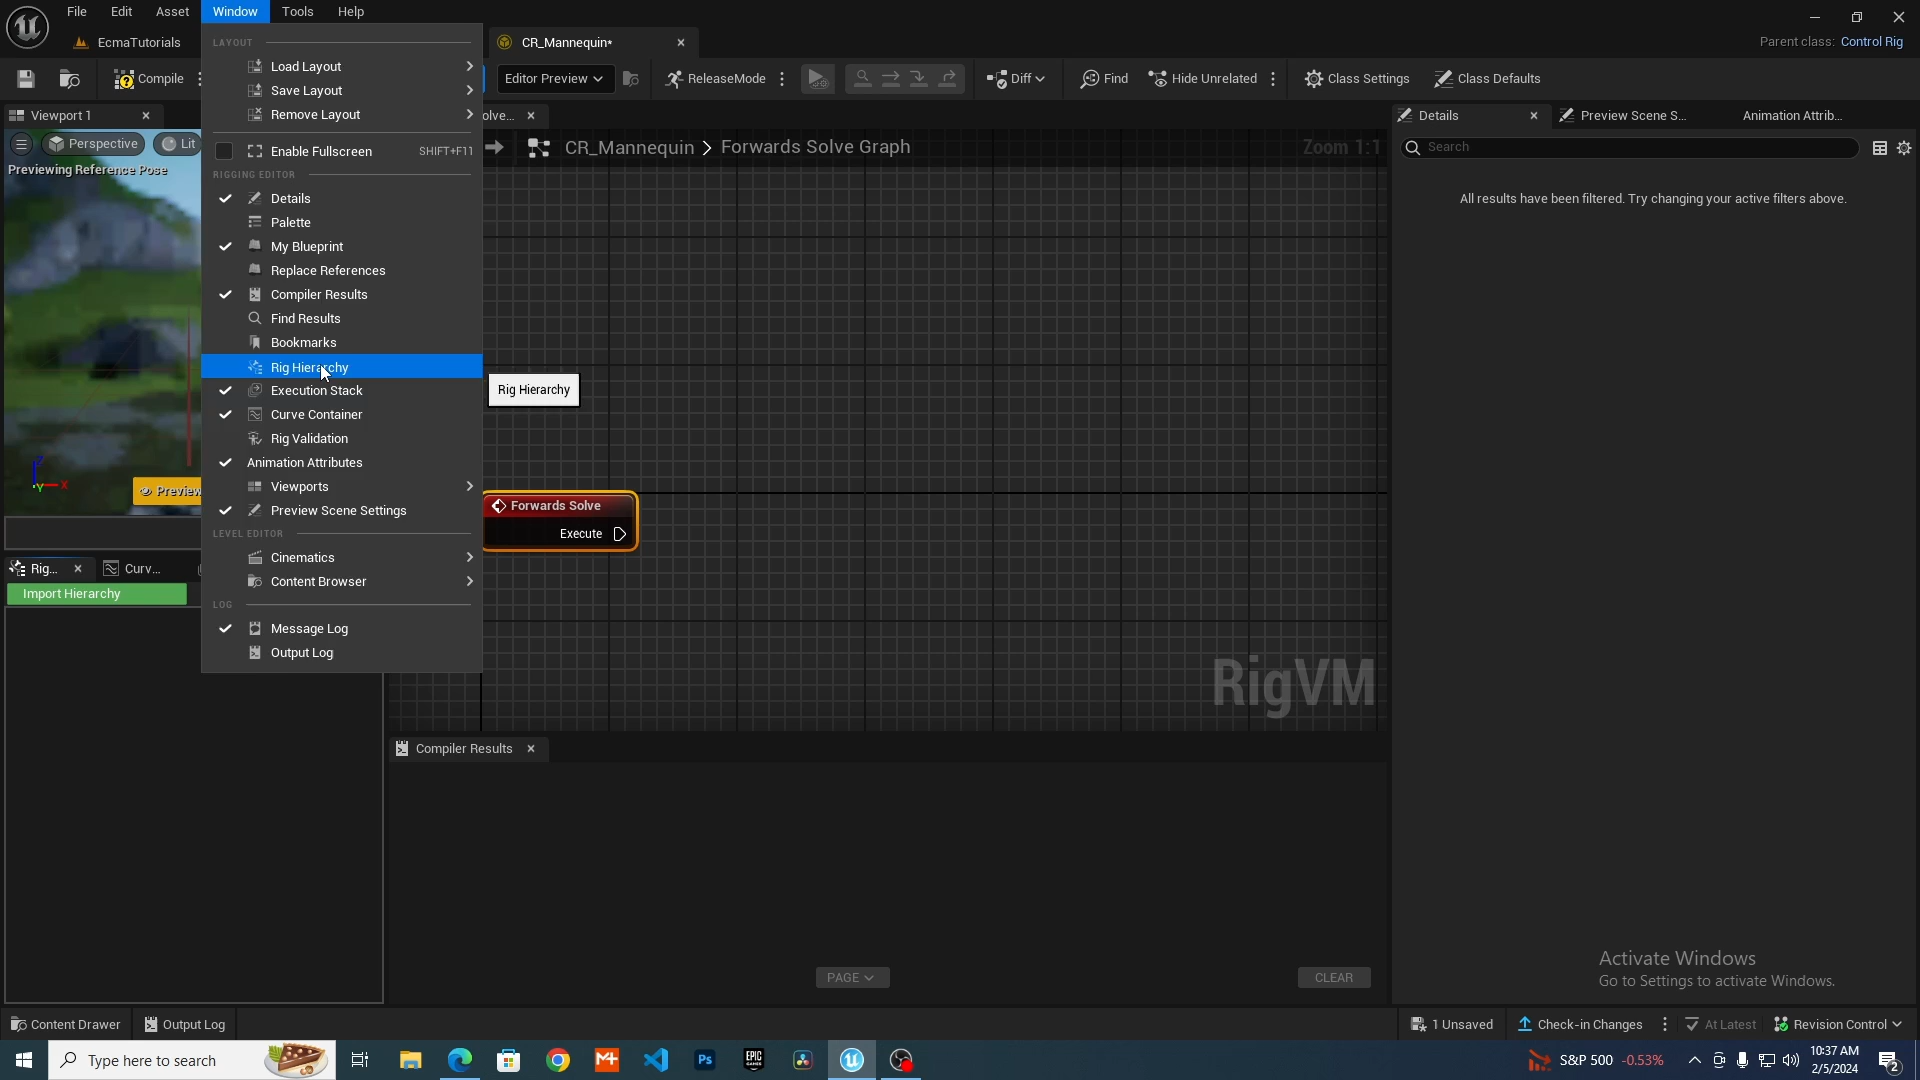 File Edit Asset Window Tools Help
EcmaTutorials
CR_Mannequin*
Parent class: Control Rig
Compile
Editor Preview
ReleaseMode
Diff
Find
Hide Unrelated
Class Settings
Class Defaults
Viewport 1
Perspective
Lit
Previewing Reference Pose
LAYOUT
Load Layout
Save Layout
Remove Layout
Enable Fullscreen SHIFT+F11
RIGGING EDITOR
Details
Palette
My Blueprint
Replace References
Compiler Results
Find Results
Bookmarks
Rig Hierarchy
Execution Stack
Curve Container
Rig Validation
Animation Attributes
Viewports
Preview Scene Settings
LEVEL EDITOR
Cinematics
Content Browser
LOG
Message Log
Output Log
Rig Hierarchy
olve...
CR_Mannequin > Forwards Solve Graph
Zoom 1:1
Forwards Solve
Execute
RigVM
Z
X
Y
Preview
Rig...
Curv...
Import Hierarchy
Compiler Results
PAGE
CLEAR
Details
Preview Scene S...
Animation Attrib...
Search
All results have been filtered. Try changing your active filters above.
Activate Windows
Go to Settings to activate Windows.
Content Drawer
Output Log
1 Unsaved
Check-in Changes
At Latest
Revision Control
Type here to search
M+
Ps
EPIC
GAMES
S&P 500 -0.53%
10:37 AM
2/5/2024
2